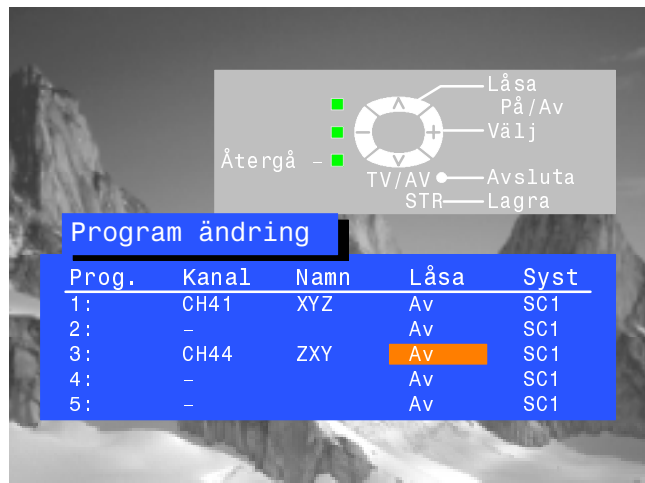 Låsa
På/Av
Välj
Återgå –
TV/AV Avsluta
STR Lagra
Program ändring
Prog. Kanal Namn Låsa Syst
1: CH41 XYZ Av SC1
2: – Av SC1
3: CH44 ZXY Av SC1
4: – Av SC1
5: – Av SC1